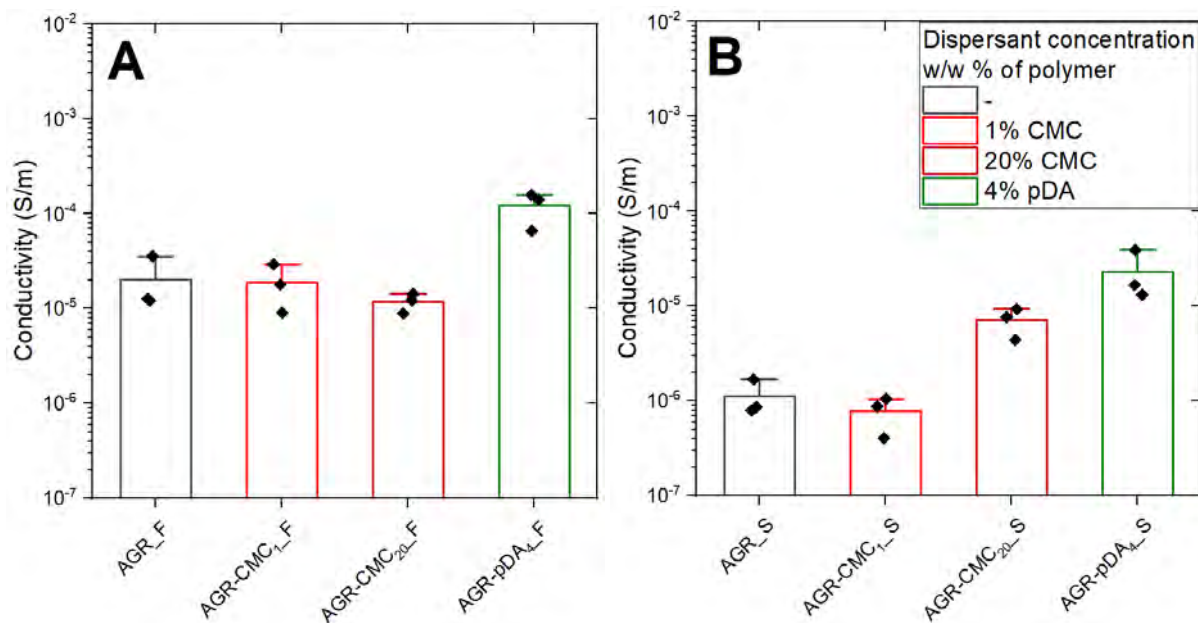 A
Conductivity (S/m)
10⁻²
10⁻³
10⁻⁴
10⁻⁵
10⁻⁶
10⁻⁷
AGR_F
AGR-CMC₁_F
AGR-CMC₂₀_F
AGR-pDA₄_F
B
Conductivity (S/m)
10⁻²
10⁻³
10⁻⁴
10⁻⁵
10⁻⁶
10⁻⁷
Dispersant concentration
w/w % of polymer
-
1% CMC
20% CMC
4% pDA
AGR_S
AGR-CMC₁_S
AGR-CMC₂₀_S
AGR-pDA₄_S